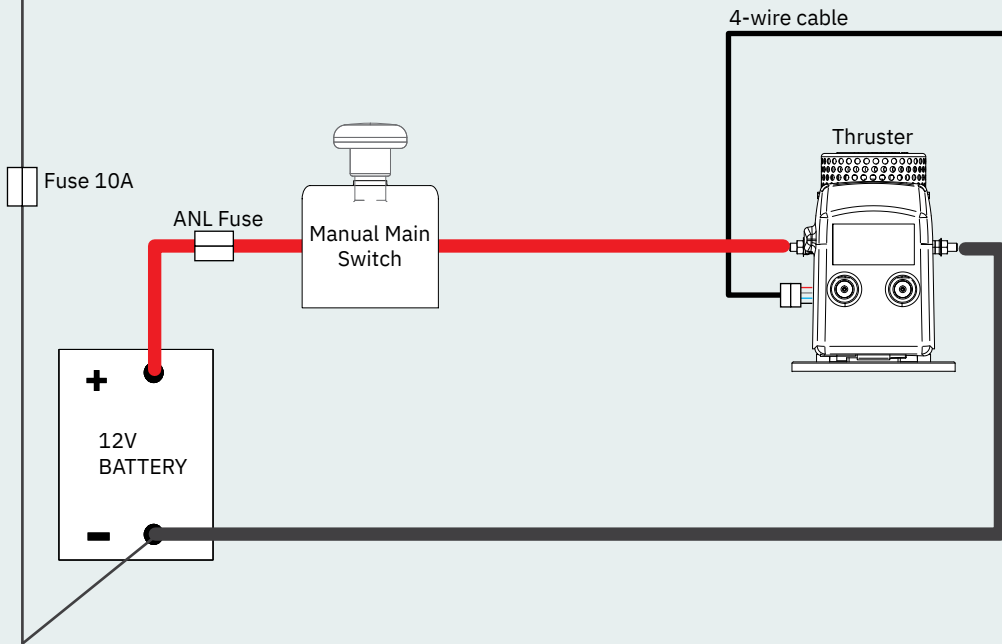 4-wire cable
Thruster
Fuse 10A
ANL Fuse
Manual Main
Switch
+
12V
BATTERY
-